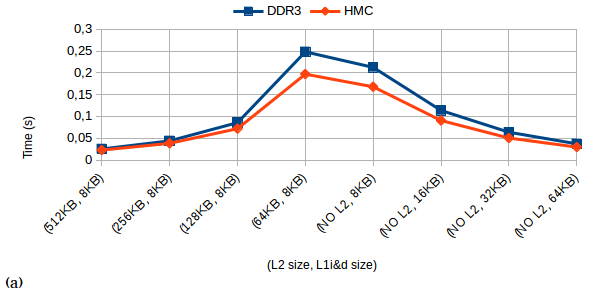 DDR3 HMC
0,3
0,25
0,2
0,15
0,1
0,05
0
Time (s)
(512KB, 8KB)
(256KB, 8KB)
(128KB, 8KB)
(64KB, 8KB)
(NO L2, 8KB)
(NO L2, 16KB)
(NO L2, 32KB)
(NO L2, 64KB)
(L2 size, L1i&d size)
(a)